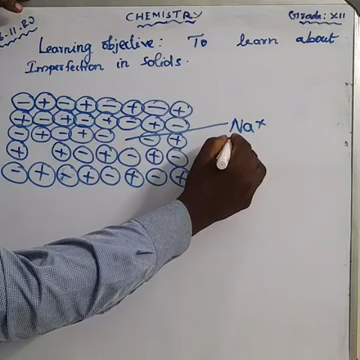 CHEMISTRY
Grade: XII
Learning objective: To learn about
Imperfection in solids.
- + - + - + - +
+ - + - + - + -
- + - + - - +
+ + - + - + -
- + + + - + - +
Na+